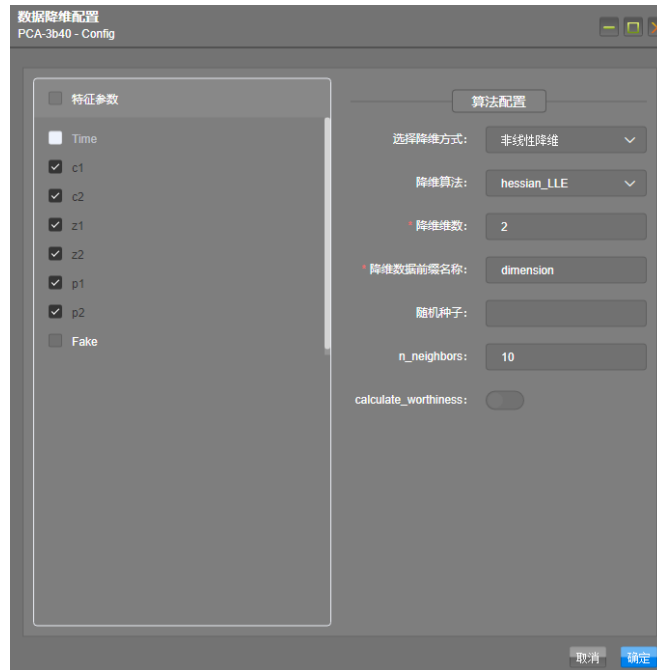 数据降维配置
PCA-3b40 - Config
特征参数
Time
c1
c2
z1
z2
p1
p2
Fake
算法配置
选择降维方式: 非线性降维
降维算法: hessian_LLE
* 降维维数: 2
* 降维数据前缀名称: dimension
随机种子:
n_neighbors: 10
calculate_worthiness:
取消 确定